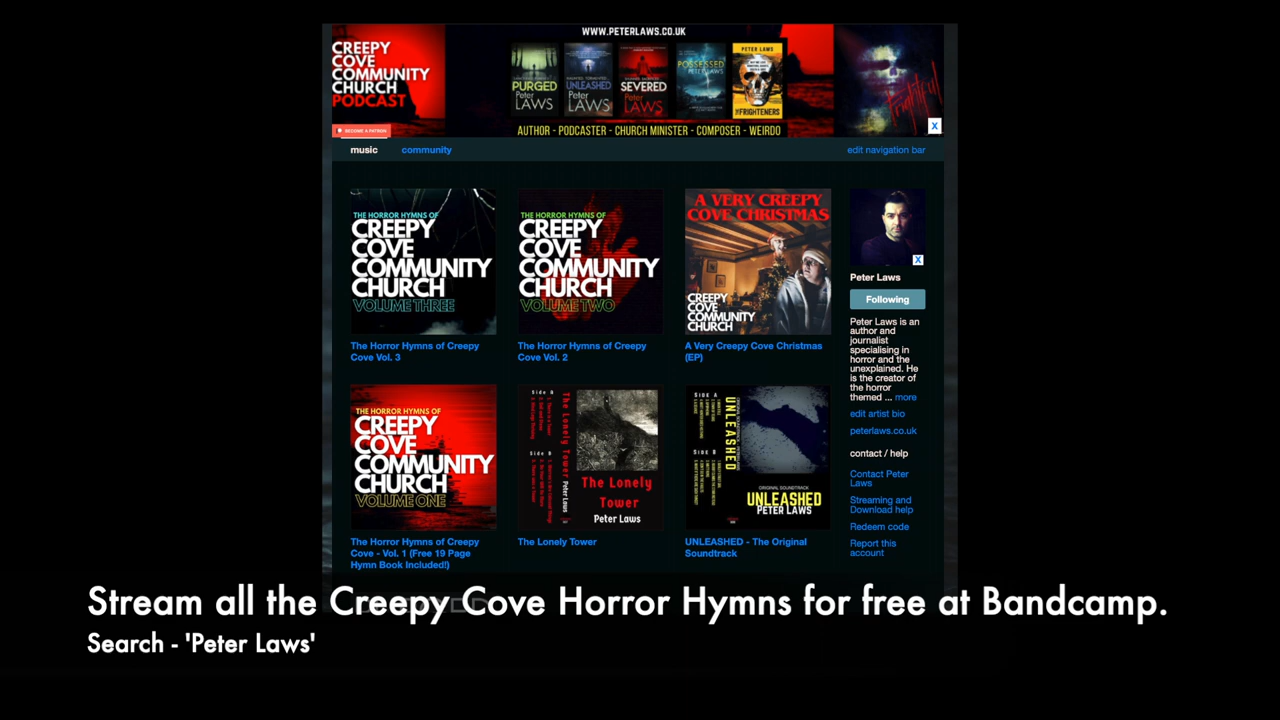 WWW.PETERLAWS.CO.UK
CREEPY
COVE
COMMUNITY
CHURCH
PODCAST
BECOME A PATRON
PURGED
Peter
LAWS
UNLEASHED
Peter
LAWS
SEVERED
Peter
LAWS
POSSESSED
PETER LAWS
THE FRIGHTENERS
AUTHOR - PODCASTER - CHURCH MINISTER - COMPOSER - WEIRDO
Frightful
X
music
community
edit navigation bar
THE HORROR HYMNS OF
CREEPY
COVE
COMMUNITY
CHURCH
VOLUME THREE
The Horror Hymns of Creepy
Cove Vol. 3
THE HORROR HYMNS OF
CREEPY
COVE
COMMUNITY
CHURCH
VOLUME TWO
The Horror Hymns of Creepy
Cove Vol. 2
A VERY CREEPY
COVE CHRISTMAS
CREEPY
COVE
COMMUNITY
CHURCH
A Very Creepy Cove Christmas
(EP)
THE HORROR HYMNS OF
CREEPY
COVE
COMMUNITY
CHURCH
VOLUME ONE
The Horror Hymns of Creepy
Cove - Vol. 1 (Free 19 Page
Hymn Book Included!)
Side A
Side B
The Lonely Tower Peter Laws
The Lonely
Tower
Peter Laws
The Lonely Tower
SIDE A
SIDE B
UNLEASHED
ORIGINAL SOUNDTRACK
UNLEASHED
PETER LAWS
UNLEASHED - The Original
Soundtrack
X
Peter Laws
Following
Peter Laws is an
author and
journalist
specialising in
horror and the
unexplained. He
is the creator of
the horror
themed ... more
edit artist bio
peterlaws.co.uk
contact / help
Contact Peter
Laws
Streaming and
Download help
Redeem code
Report this
account
Stream all the Creepy Cove Horror Hymns for free at Bandcamp.
Search - 'Peter Laws'